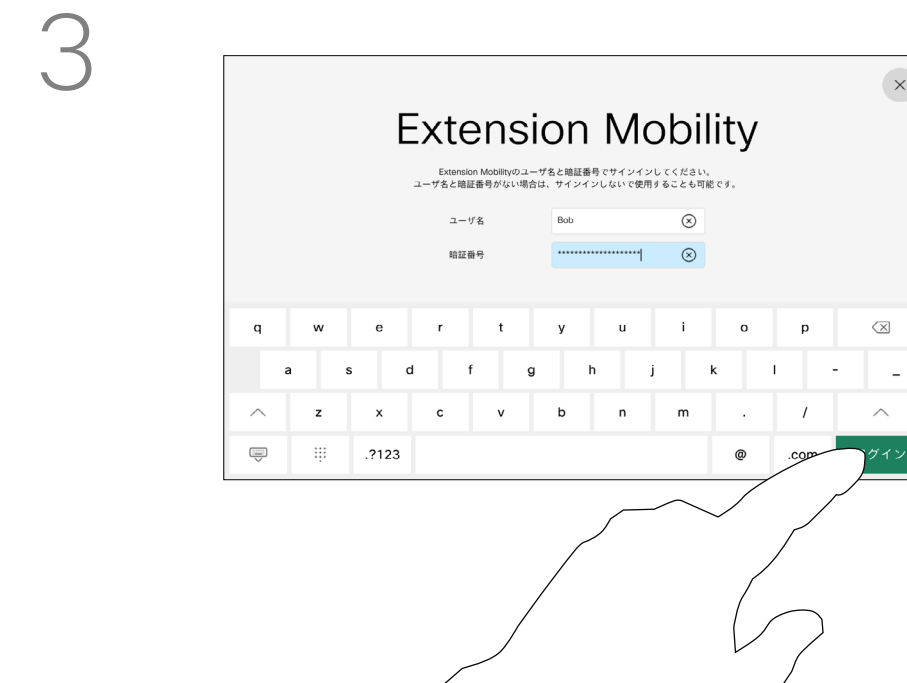 3
Extension Mobility
Extension Mobilityのユーザ名と暗証番号でサインインしてください。
ユーザ名と暗証番号がない場合は、サインインしないで使用することも可能です。
ユーザ名 Bob
暗証番号 ********************
q w e r t y u i o p
a s d f g h j k l - _
z x c v b n m . /
.?123 @ .com グイン